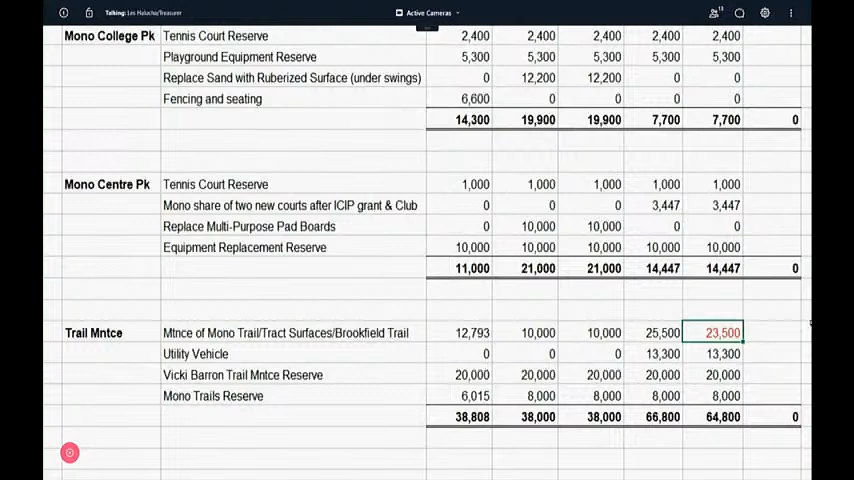 Talking: Les Halucha/Treasurer
Active Cameras
13
Mono College Pk Tennis Court Reserve 2,400 2,400 2,400 2,400 2,400
Playground Equipment Reserve 5,300 5,300 5,300 5,300 5,300
Replace Sand with Ruberized Surface (under swings) 0 12,200 12,200 0 0
Fencing and seating 6,600 0 0 0 0
14,300 19,900 19,900 7,700 7,700 0
Mono Centre Pk Tennis Court Reserve 1,000 1,000 1,000 1,000 1,000
Mono share of two new courts after ICIP grant & Club 0 0 0 3,447 3,447
Replace Multi-Purpose Pad Boards 0 10,000 10,000 0 0
Equipment Replacement Reserve 10,000 10,000 10,000 10,000 10,000
11,000 21,000 21,000 14,447 14,447 0
Trail Mntce Mtnce of Mono Trail/Tract Surfaces/Brookfield Trail 12,793 10,000 10,000 25,500 23,500
Utility Vehicle 0 0 0 13,300 13,300
Vicki Barron Trail Mntce Reserve 20,000 20,000 20,000 20,000 20,000
Mono Trails Reserve 6,015 8,000 8,000 8,000 8,000
38,808 38,000 38,000 66,800 64,800 0